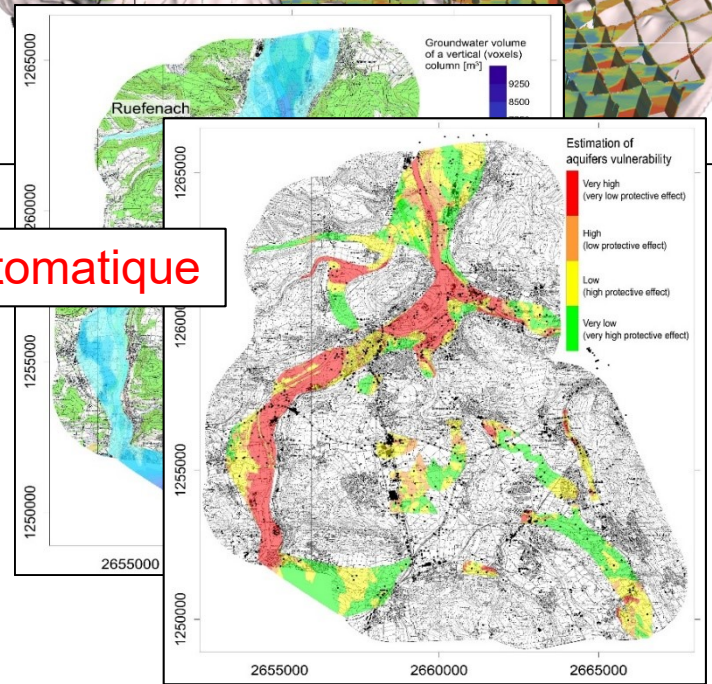 Groundwater volume
of a vertical (voxels)
column [m³]
9250
8500
1265000
Ruefenach
1255000
1250000
2655000
tomatique
Estimation of
aquifers vulnerability
Very high
(very low protective effect)
High
(low protective effect)
Low
(high protective effect)
Very low
(very high protective effect)
1265000
1255000
1250000
2655000
2660000
2665000